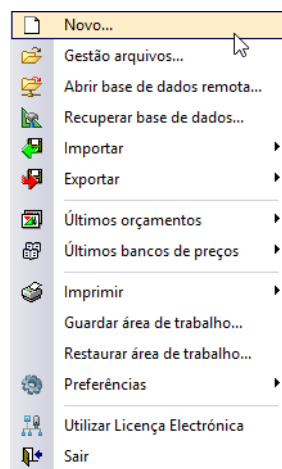 Novo...
Gestão arquivos...
Abrir base de dados remota...
Recuperar base de dados...
Importar
Exportar
Últimos orçamentos
Últimos bancos de preços
Imprimir
Guardar área de trabalho...
Restaurar área de trabalho...
Preferências
Utilizar Licença Electrónica
Sair